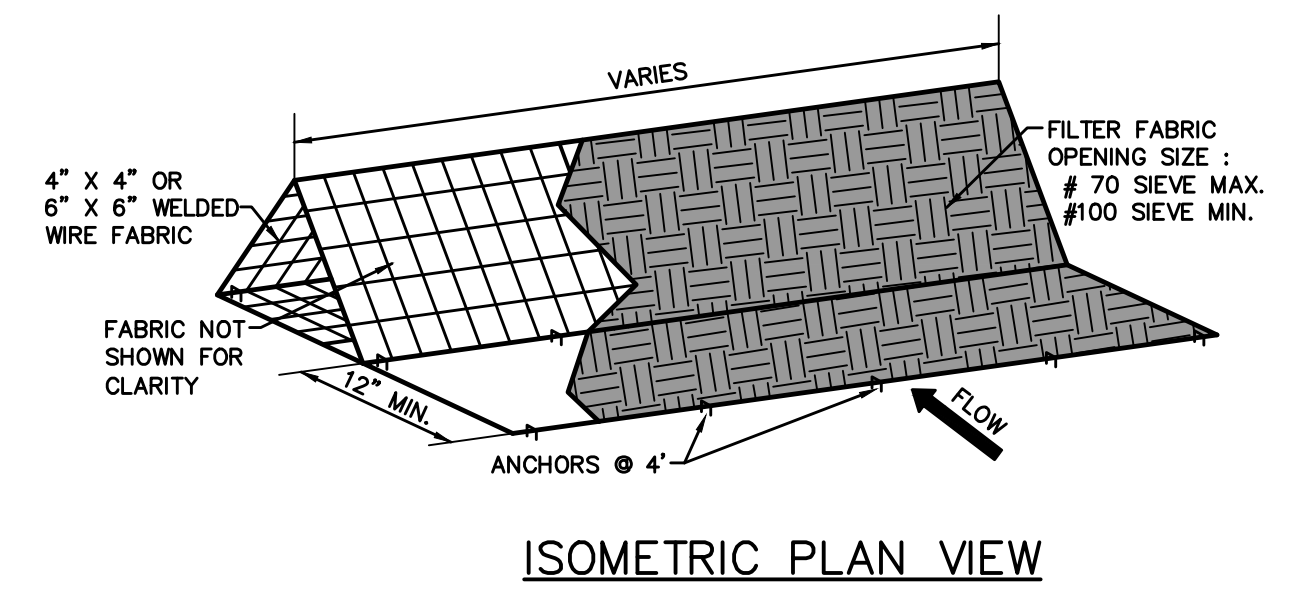 VARIES
4” X 4” OR
6” X 6” WELDED
WIRE FABRIC
FILTER FABRIC
OPENING SIZE :
# 70 SIEVE MAX.
#100 SIEVE MIN.
FABRIC NOT
SHOWN FOR
CLARITY
12” MIN.
FLOW
ANCHORS @ 4'
ISOMETRIC PLAN VIEW